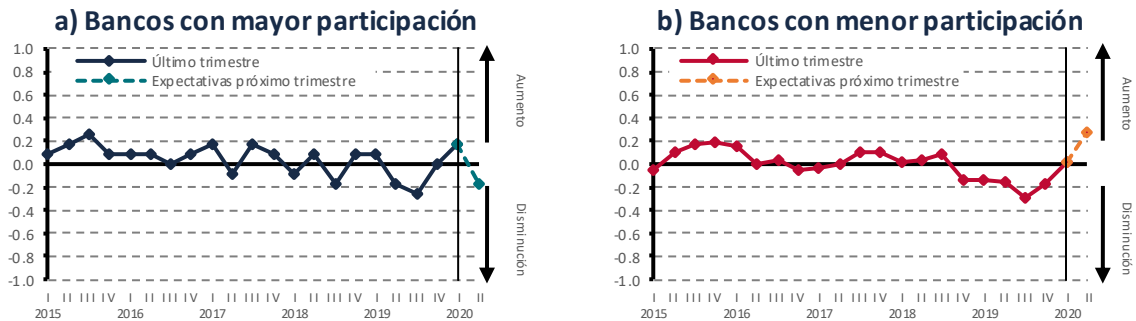 a) Bancos con mayor participación
1.0
0.8
0.6
0.4
0.2
0.0
-0.2
-0.4
-0.6
-0.8
-1.0
Último trimestre
Expectativas próximo trimestre
Aumento
Disminución
I II III IV I II III IV I II III IV I II III IV I II III IV I II
2015 2016 2017 2018 2019 2020
b) Bancos con menor participación
1.0
0.8
0.6
0.4
0.2
0.0
-0.2
-0.4
-0.6
-0.8
-1.0
Último trimestre
Expectativas próximo trimestre
Aumento
Disminución
I II III IV I II III IV I II III IV I II III IV I II III IV I II
2015 2016 2017 2018 2019 2020